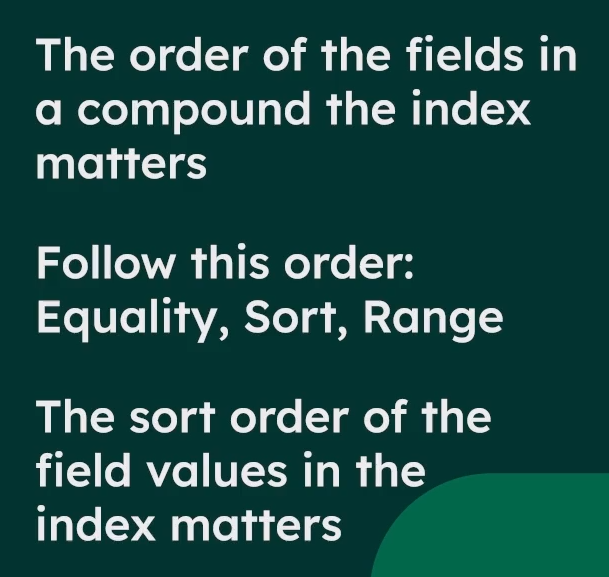 The order of the fields in
a compound the index
matters
Follow this order:
Equality, Sort, Range
The sort order of the
field values in the
index matters